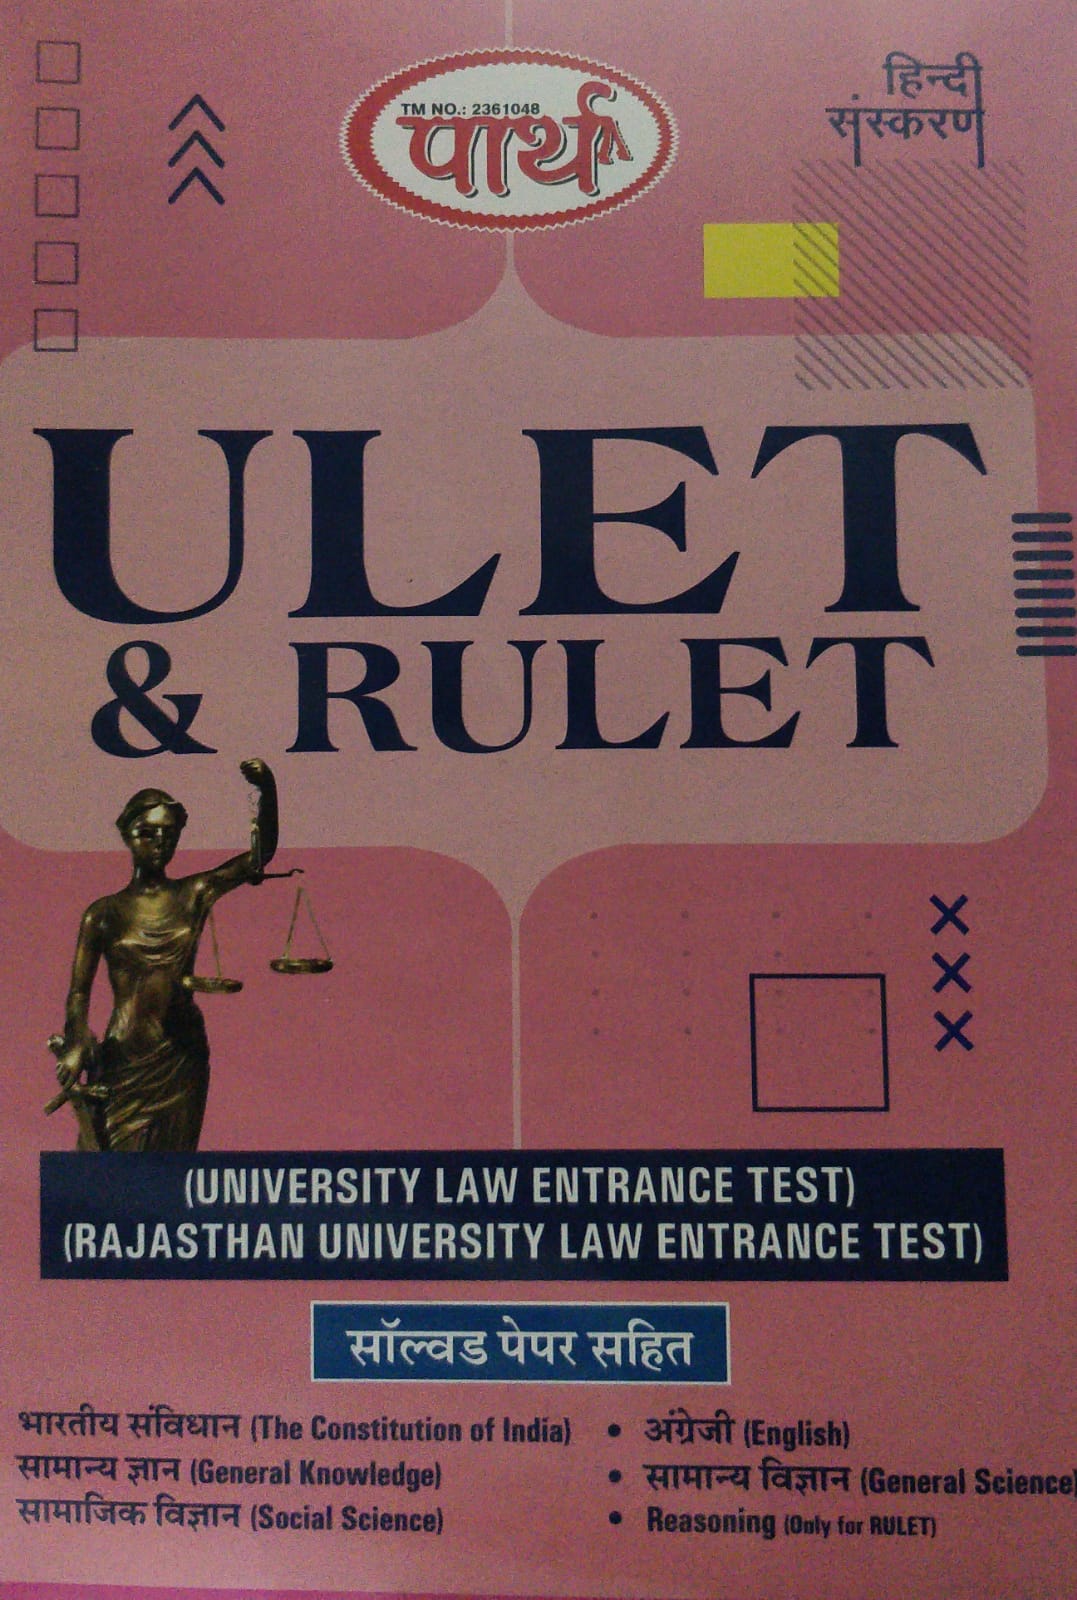 TM NO.: 2361048
पार्थ
हिन्दी
संस्करण
ULET
& RULET
(UNIVERSITY LAW ENTRANCE TEST)
(RAJASTHAN UNIVERSITY LAW ENTRANCE TEST)
सॉल्वड पेपर सहित
भारतीय संविधान (The Constitution of India)
सामान्य ज्ञान (General Knowledge)
सामाजिक विज्ञान (Social Science)
• अंग्रेजी (English)
• सामान्य विज्ञान (General Science)
• Reasoning (Only for RULET)